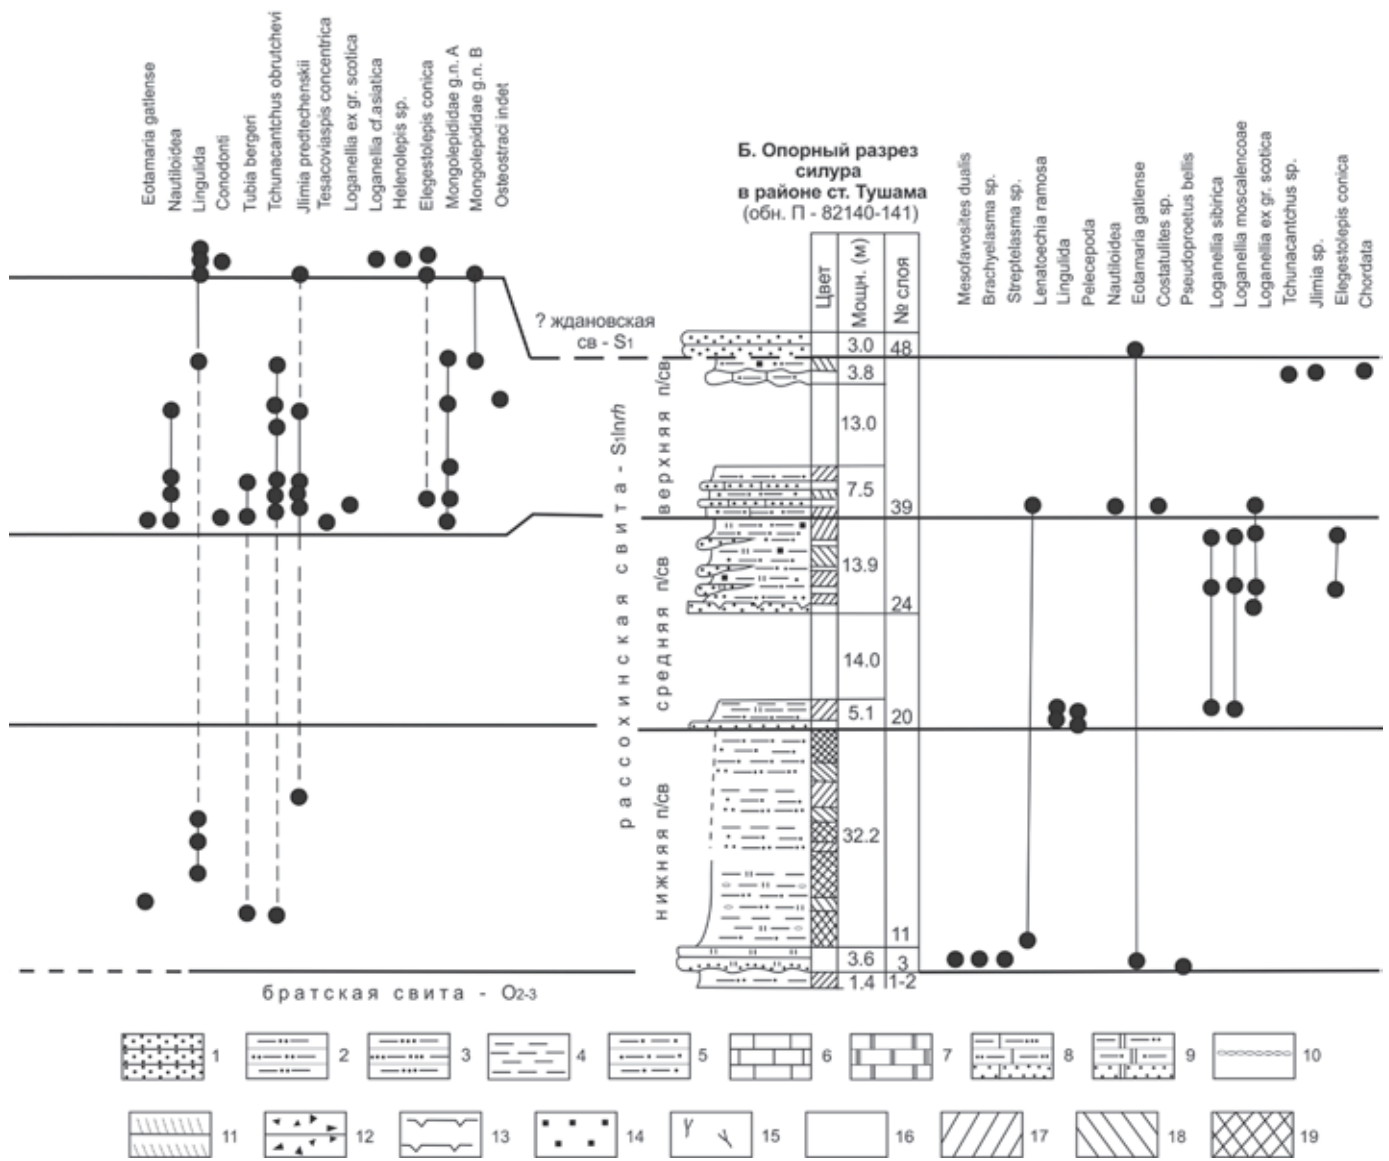 Eotamaria gatlense
Nautiloidea
Lingulida
Conodonti
Tubia bergeri
Tchunacantchus obrutchevi
Jlimia predtechenskii
Tesacoviaspis concentrica
Loganellia ex gr. scotica
Loganellia cf.asiatica
Helenolepis sp.
Elegestolepis conica
Mongolepididae g.n. A
Mongolepididae g.n. B
Osteostraci indet
Б. Опорный разрез
силура
в районе ст. Тушама
(обн. П - 82140-141)
Цвет
Мощн. (м)
№ слоя
Mesofavosites dualis
Brachyelasma sp.
Streptelasma sp.
Lenatoechia ramosa
Lingulida
Pelecepoda
Nautiloidea
Eotamaria gatiense
Costatulites sp.
Pseudoproetus bellis
Loganellia sibirica
Loganellia moscalencoae
Loganellia ex gr. scotica
Tchunacantchus sp.
Jlimia sp.
Elegestolepis conica
Chordata
? ждановская
св - S1
рассохинская свита - S1lnrh
верхняя п/св
средняя п/св
нижняя п/св
3.0 48
3.8
13.0
7.5 39
13.9 24
14.0
5.1 20
32.2 11
3.6 3
1.4 1-2
братская свита - О2-3
1 2 3 4 5 6 7 8 9 10
11 12 13 14 15 16 17 18 19